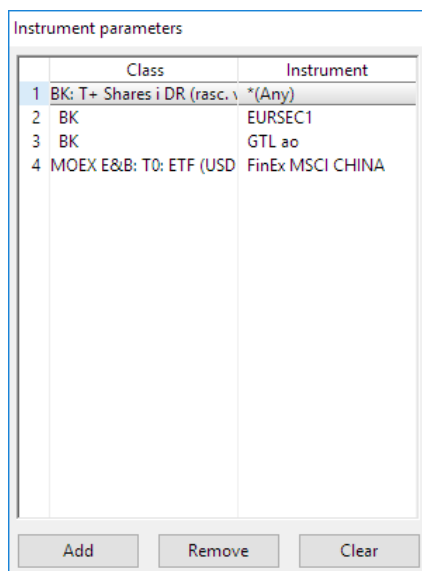 Instrument parameters
Class Instrument
1 BK: T+ Shares i DR (rasc. v *(Any)
2 BK EURSEC1
3 BK GTL ao
4 MOEX E&B: T0: ETF (USD FinEx MSCI CHINA
Add Remove Clear